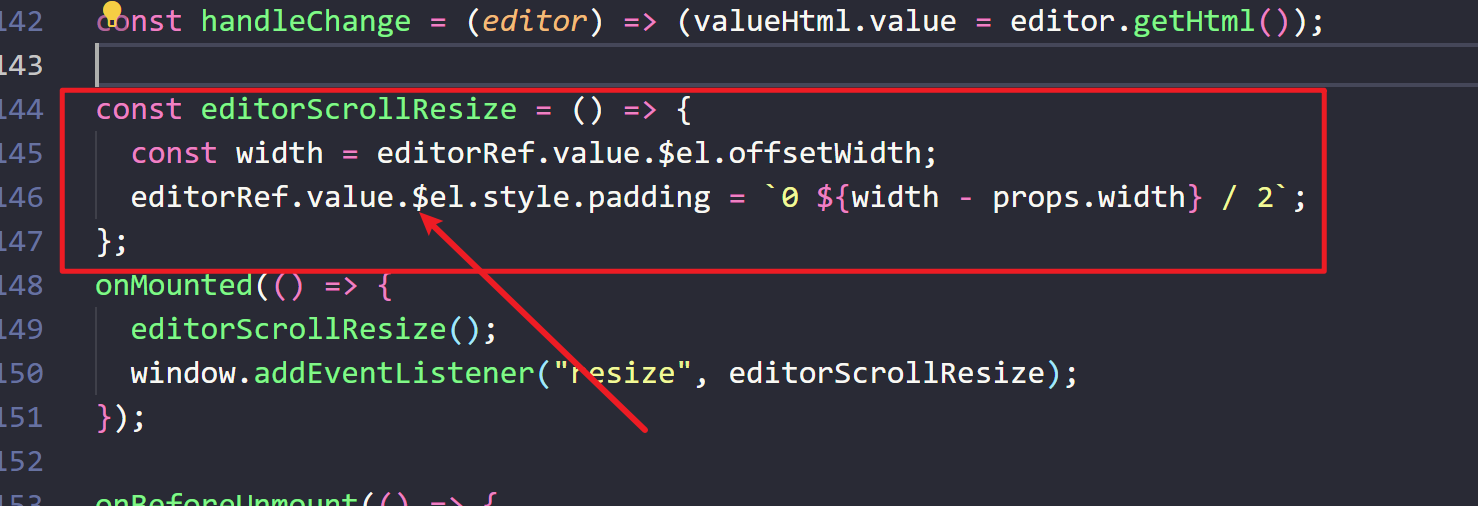 142 const handleChange = (editor) => (valueHtml.value = editor.getHtml());
143
144 const editorScrollResize = () => {
145 const width = editorRef.value.$el.offsetWidth;
146 editorRef.value.$el.style.padding = `0 ${width - props.width} / 2`;
147 };
148 onMounted(() => {
149 editorScrollResize();
150 window.addEventListener("resize", editorScrollResize);
151 });
152
153 onBeforeUnmount(() => {